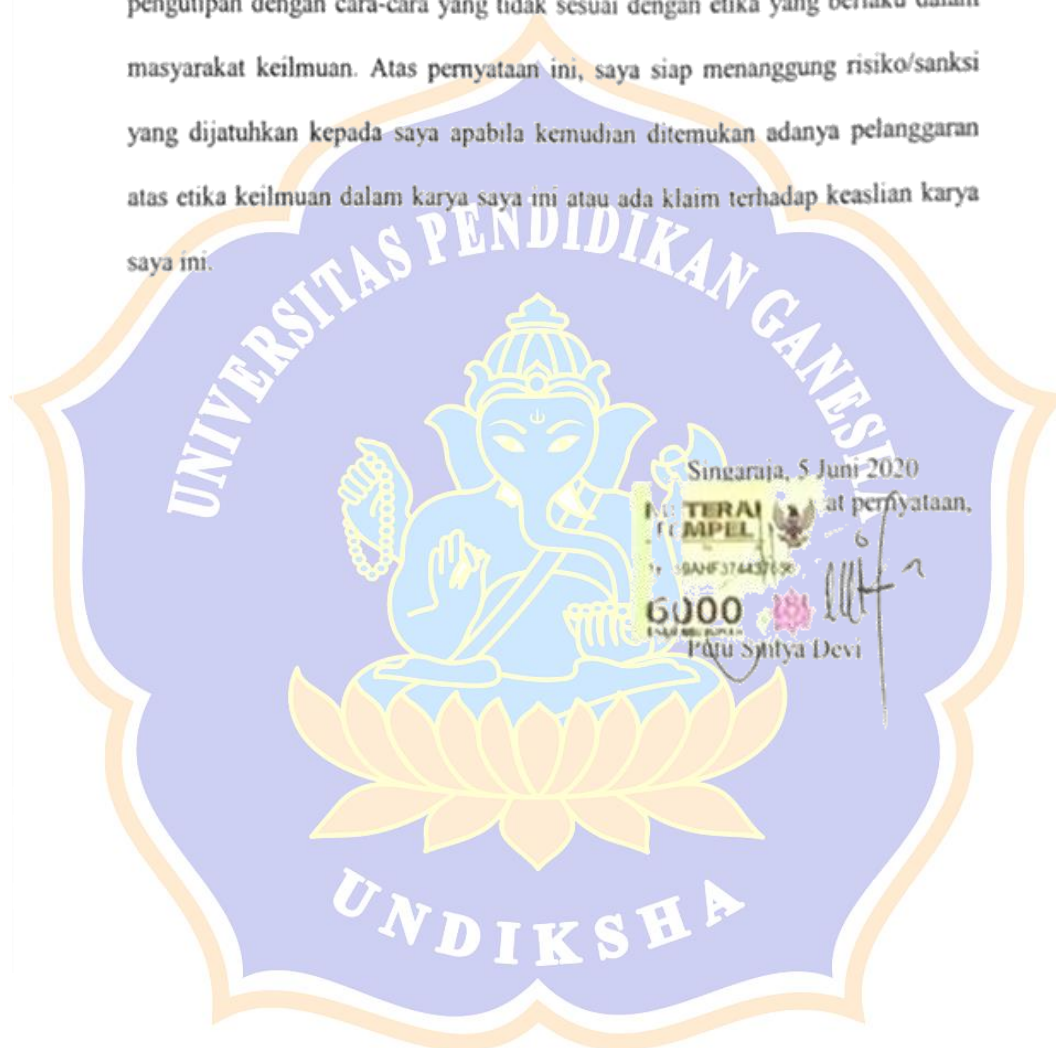 pengutipan dengan cara-cara yang tidak sesuai dengan etika yang berlaku dalam
masyarakat keilmuan. Atas pernyataan ini, saya siap menanggung risiko/sanksi
yang dijatuhkan kepada saya apabila kemudian ditemukan adanya pelanggaran
atas etika keilmuan dalam karya saya ini atau ada klaim terhadap keaslian karya
saya ini.
UNIVERSITAS PENDIDIKAN GANESHA
Singaraja, 5 Juni 2020
at pernyataan,
TERAI
MPEL
6000
Putu Devi
UNDIKSHA